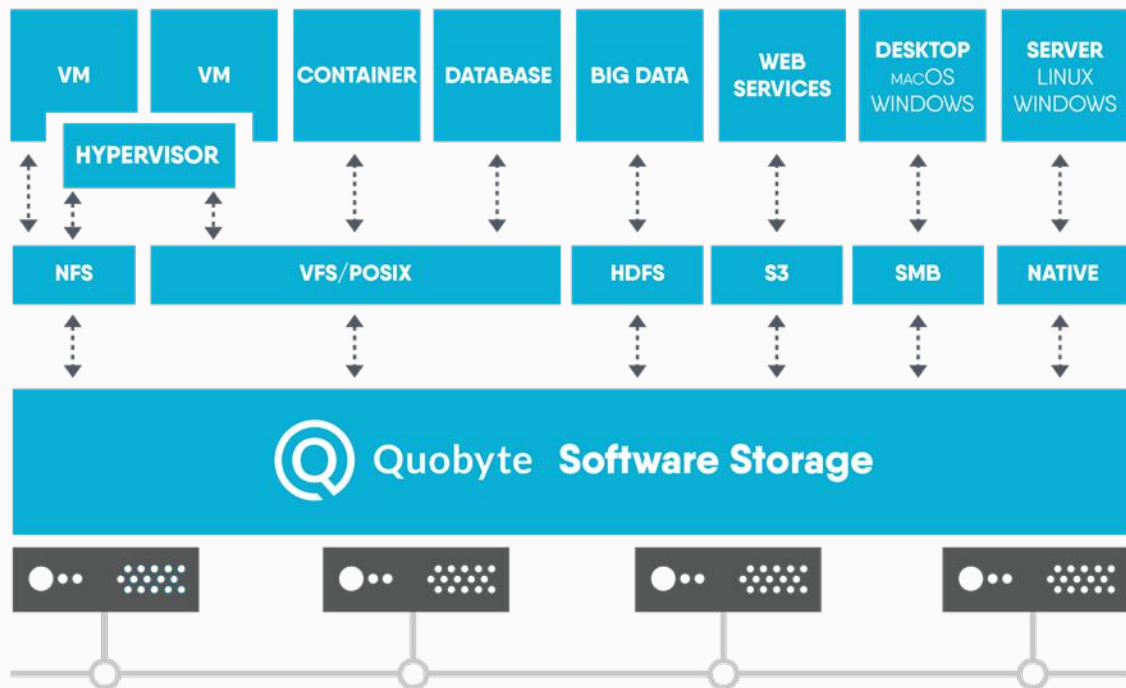 VM
VM
CONTAINER
DATABASE
BIG DATA
WEB
SERVICES
DESKTOP
MACOS
WINDOWS
SERVER
LINUX
WINDOWS
HYPERVISOR
NFS
VFS/POSIX
HDFS
S3
SMB
NATIVE
Quobyte Software Storage